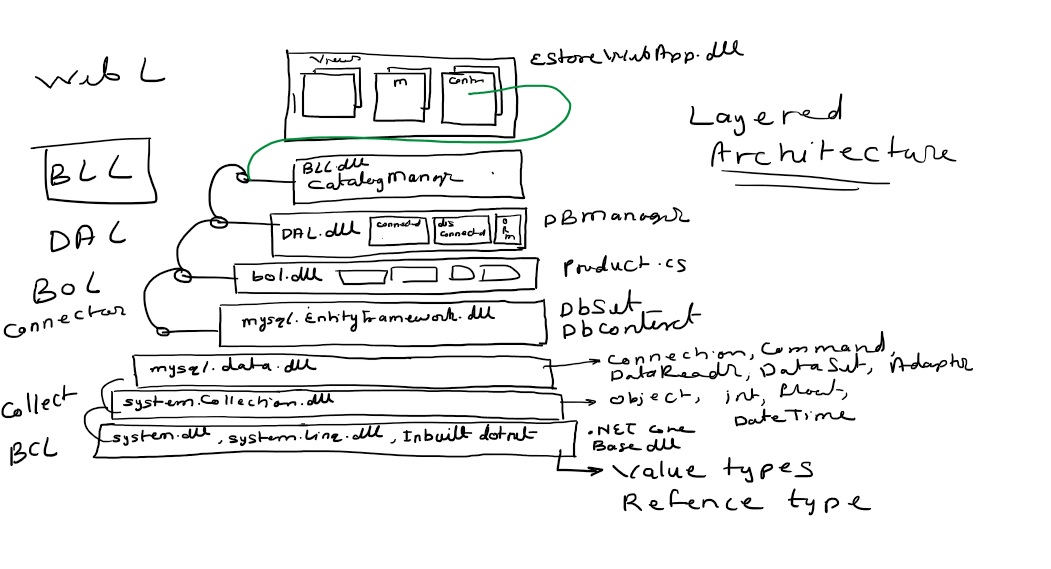 Web L
Views
m
Contr
EstoreWebApp.dll
Layered
Architecture
BLL
BLL.dll
CatalogManagr
DAL
DAL.dll
connected
dis
connected
O
R
m
DBmanager
BOL
bol.dll
Product.cs
Connector
mysql.EntityFramework.dll
DbSet
DbContext
mysql.data.dll
Connection, Command,
DataReadr, DataSet, Adaptor
Collect
system.Collection.dll
Object, int, float,
DateTime
BCL
system.dll, system.Linq.dll, Inbuilt dotnet
.NET core
Base dll
Value types
Refence type